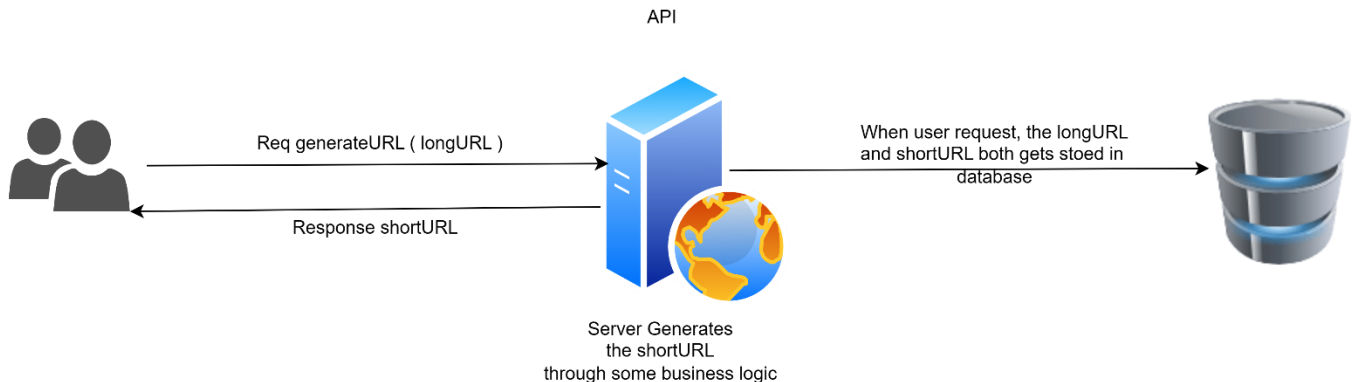 API
Req generateURL ( longURL )
Response shortURL
When user request, the longURL
and shortURL both gets stoed in
database
Server Generates
the shortURL
through some business logic